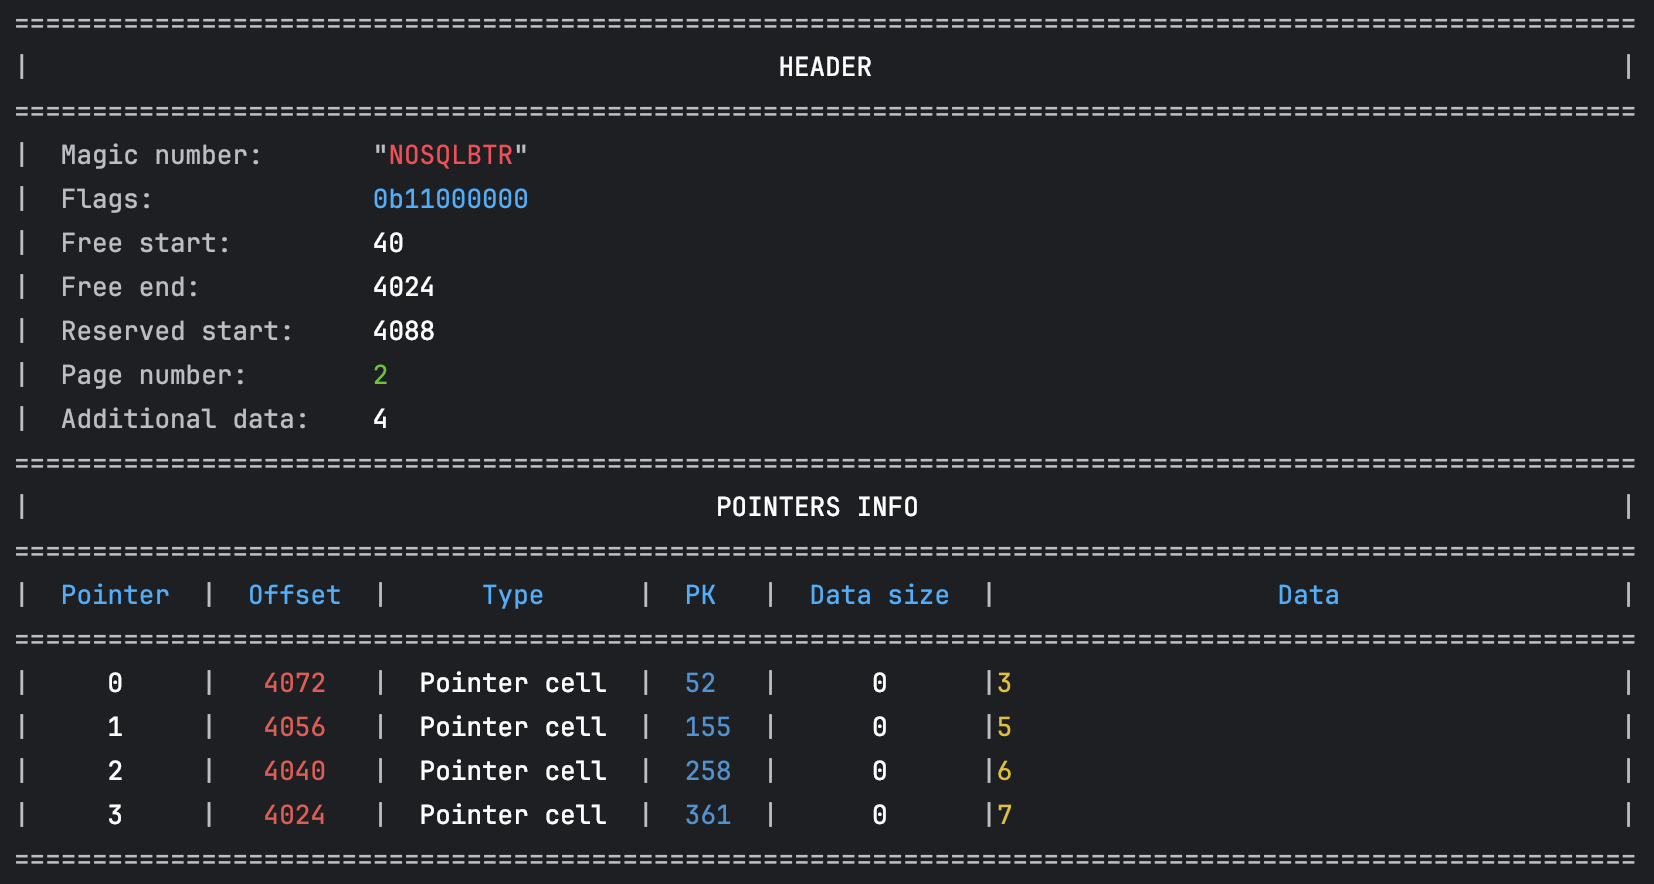 HEADER
Magic number: "NOSQLBTR"
Flags: 0b11000000
Free start: 40
Free end: 4024
Reserved start: 4088
Page number: 2
Additional data: 4
POINTERS INFO
| Pointer | Offset | Type | PK | Data size | Data |
| 0 | 4072 | Pointer cell | 52 | 0 |3 |
| 1 | 4056 | Pointer cell | 155 | 0 |5 |
| 2 | 4040 | Pointer cell | 258 | 0 |6 |
| 3 | 4024 | Pointer cell | 361 | 0 |7 |